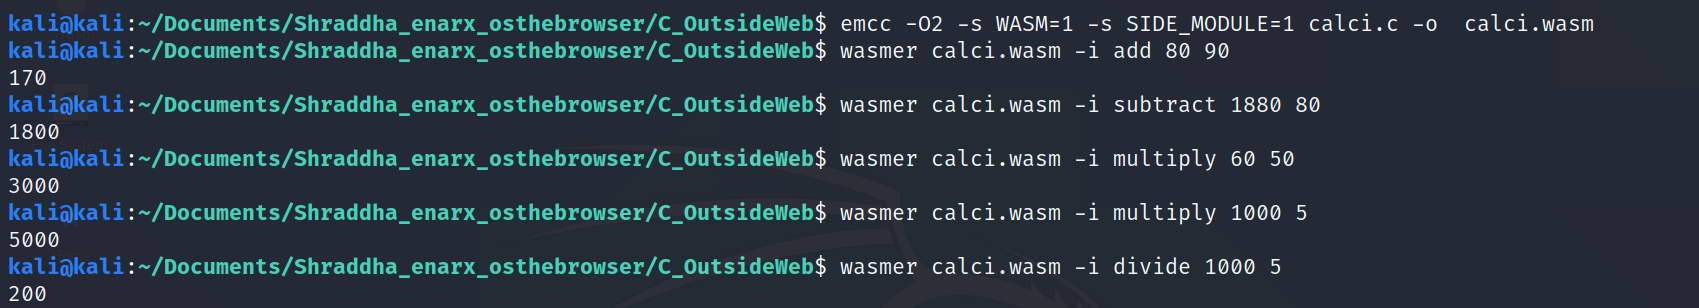 kali@kali:~/Documents/Shraddha_enarx_osthebrowser/C_OutsideWeb$ emcc -O2 -s WASM=1 -s SIDE_MODULE=1 calci.c -o  calci.wasm
kali@kali:~/Documents/Shraddha_enarx_osthebrowser/C_OutsideWeb$ wasmer calci.wasm -i add 80 90
170
kali@kali:~/Documents/Shraddha_enarx_osthebrowser/C_OutsideWeb$ wasmer calci.wasm -i subtract 1880 80
1800
kali@kali:~/Documents/Shraddha_enarx_osthebrowser/C_OutsideWeb$ wasmer calci.wasm -i multiply 60 50
3000
kali@kali:~/Documents/Shraddha_enarx_osthebrowser/C_OutsideWeb$ wasmer calci.wasm -i multiply 1000 5
5000
kali@kali:~/Documents/Shraddha_enarx_osthebrowser/C_OutsideWeb$ wasmer calci.wasm -i divide 1000 5
200